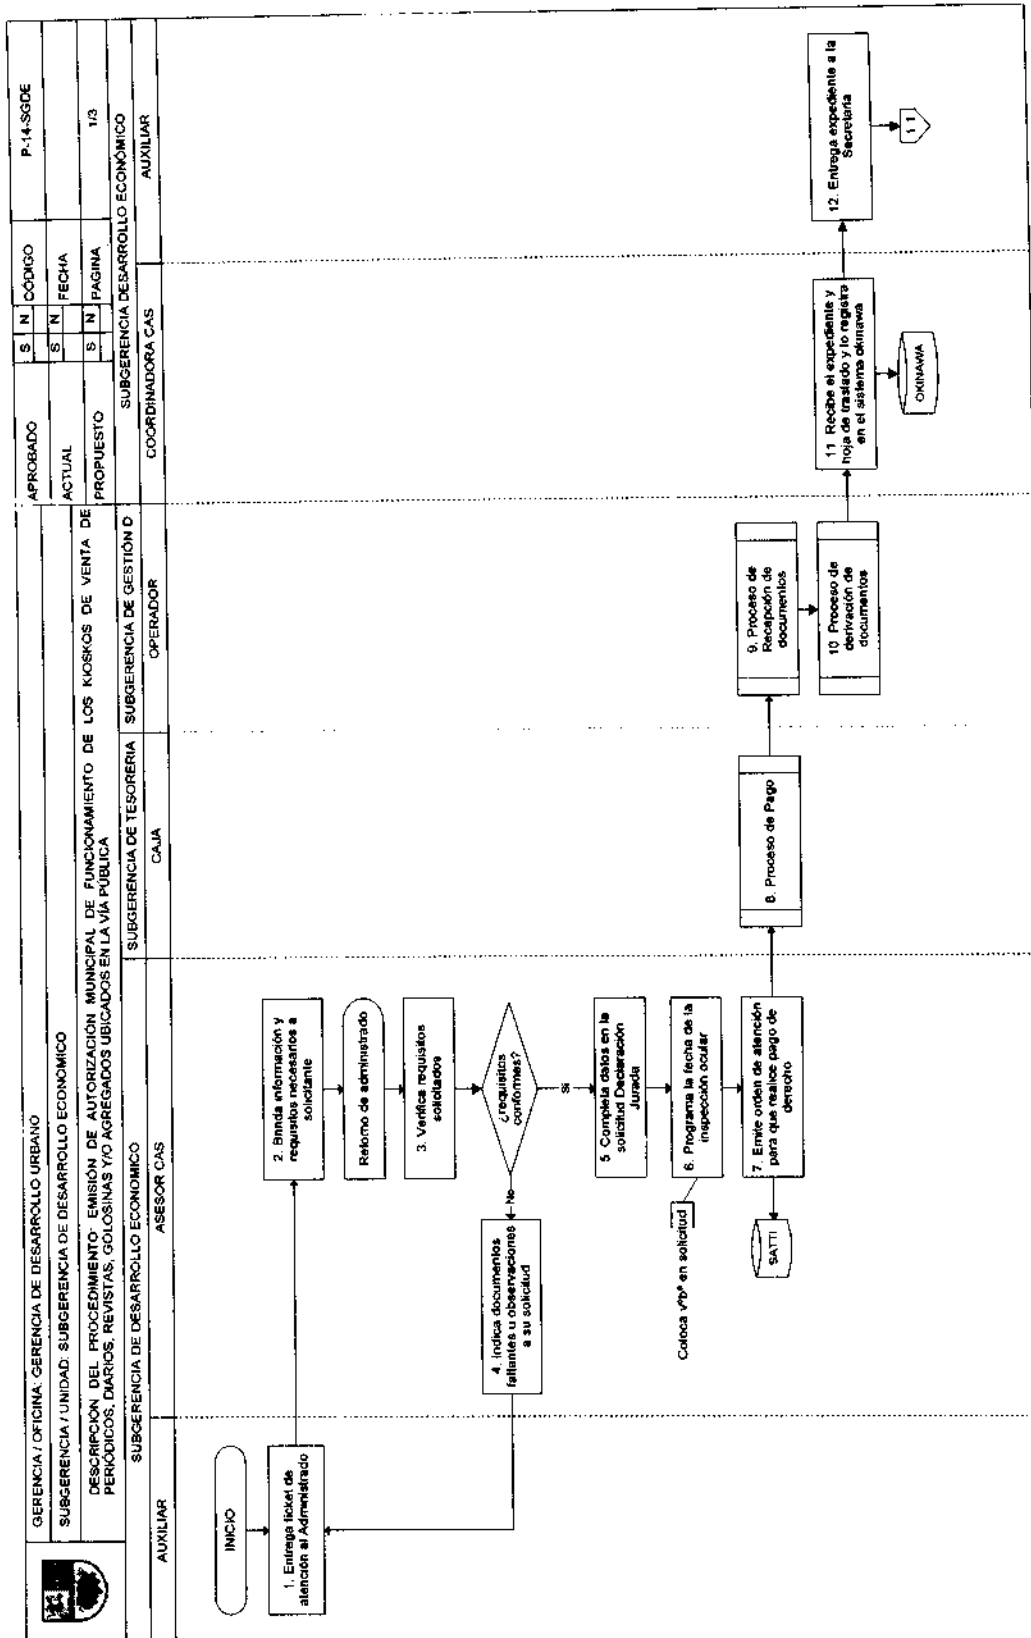 GERENCIA / OFICINA: GERENCIA DE DESARROLLO URBANO
APROBADO
S N CÓDIGO
P-14-SGDE
SUBGERENCIA / UNIDAD: SUBGERENCIA DE DESARROLLO ECONÓMICO
ACTUAL
S N FECHA
DESCRIPCIÓN DEL PROCEDIMIENTO: EMISIÓN DE AUTORIZACIÓN MUNICIPAL DE FUNCIONAMIENTO DE LOS KIOSKOS DE VENTA DE
PERIÓDICOS, DIARIOS, REVISTAS, GOLOSINAS Y/O AGREGADOS UBICADOS EN LA VÍA PÚBLICA
PROPUESTO
S N PAGINA
1/3
SUBGERENCIA DE DESARROLLO ECONOMICO
SUBGERENCIA DE TESORERIA
SUBGERENCIA DE GESTIÓN D
SUBGERENCIA DESARROLLO ECONÓMICO
AUXILIAR
ASESOR CAS
CAJA
OPERADOR
COORDINADORA CAS
AUXILIAR
INICIO
1. Entrega ticket de
atención al Administrado
2. Brinda información y
requisitos necesarios a
solicitante
Retorno de administrado
3. Verifica requisitos
solicitados
¿requisitos
conformes?
No
Si
4. Indica documentos
faltantes u observaciones
a su solicitud
5 Completa datos en la
solicitud Declaración
Jurada
6. Programa la fecha de la
inspección ocular
Coloca v°b° en solicitud
7. Emite orden de atención
para que realice pago de
derecho
SATTI
8. Proceso de Pago
9. Proceso de
Recepción de
documentos
10 Proceso de
derivación de
documentos
11 Recibe el expediente y
hoja de traslado y lo registra
en el sistema okinawa
OKINAWA
12. Entrega expediente a la
Secretaria
1.1